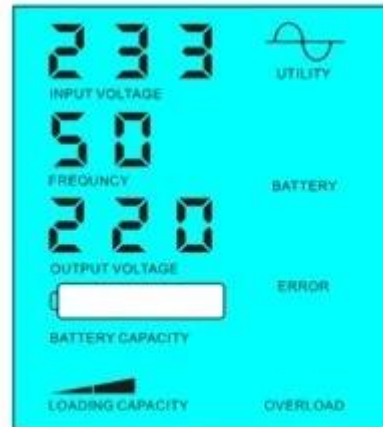 233
UTILITY
INPUT VOLTAGE
50
FREQUNCY
BATTERY
220
OUTPUT VOLTAGE
ERROR
BATTERY CAPACITY
LOADING CAPACITY
OVERLOAD